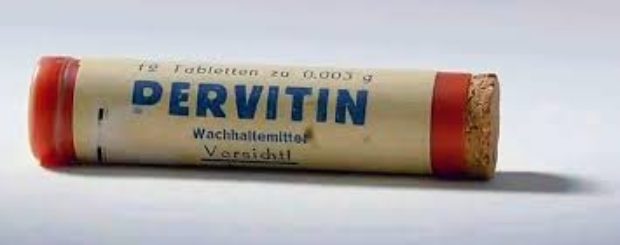 12 Tabletten zu 0.003 g
PERVITIN
Wachhaltemittel
Vorsicht!